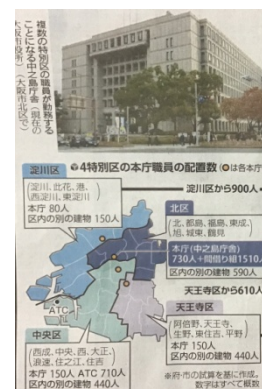 複数の特別区の職員が勤務する
ことになる中之島庁舎(現在の
大阪市役所)(大阪市北区で)
4特別区の本庁職員の配置数(は各本庁
淀川区
淀川、此花、港、
西淀川、東淀川
本庁 80人
区内の別の建物 150人
淀川区から900人
北区
北、都島、福島、東成、
旭、城東、鶴見
本庁(中之島庁舎)
730人+間借り組1510
区内の別の建物 590人
天王寺区から610人
ATC
天王寺区
阿倍野、天王寺、
生野、東住吉、平野
本庁 150人
区内の別の建物 440人
中央区
西成、中央、西、大正、
浪速、住之江、住吉
本庁 150人 ATC 710人
区内の別の建物 440人
※府・市の試算を基に作成。
数字はすべて概数